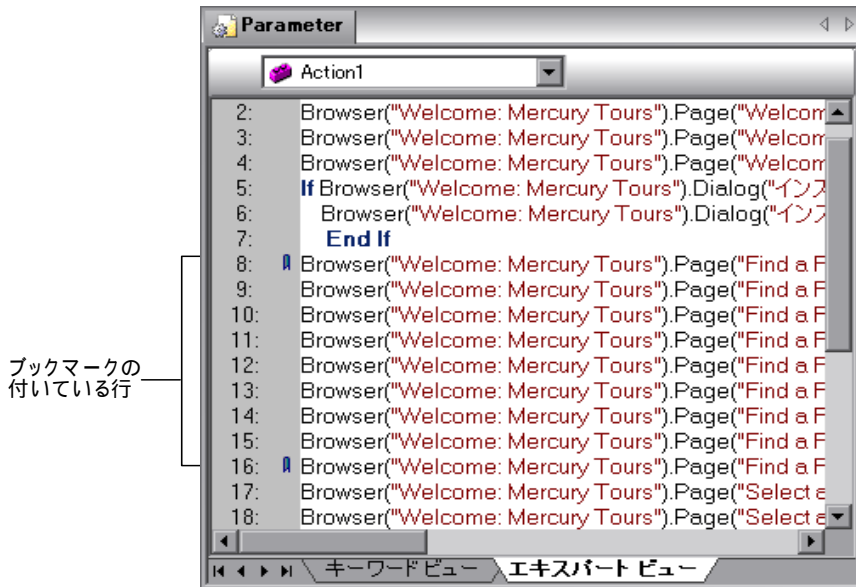 Parameter
Action1
2: Browser("Welcome: Mercury Tours").Page("Welcom
3: Browser("Welcome: Mercury Tours").Page("Welcom
4: Browser("Welcome: Mercury Tours").Page("Welcom
5: If Browser("Welcome: Mercury Tours").Dialog("インス
6: Browser("Welcome: Mercury Tours").Dialog("インス
7: End If
8: Browser("Welcome: Mercury Tours").Page("Find a F
9: Browser("Welcome: Mercury Tours").Page("Find a F
10: Browser("Welcome: Mercury Tours").Page("Find a F
11: Browser("Welcome: Mercury Tours").Page("Find a F
12: Browser("Welcome: Mercury Tours").Page("Find a F
13: Browser("Welcome: Mercury Tours").Page("Find a F
14: Browser("Welcome: Mercury Tours").Page("Find a F
15: Browser("Welcome: Mercury Tours").Page("Find a F
16: Browser("Welcome: Mercury Tours").Page("Find a F
17: Browser("Welcome: Mercury Tours").Page("Select a
18: Browser("Welcome: Mercury Tours").Page("Select a
ブックマークの
付いている行
キーワード ビュー エキスパート ビュー